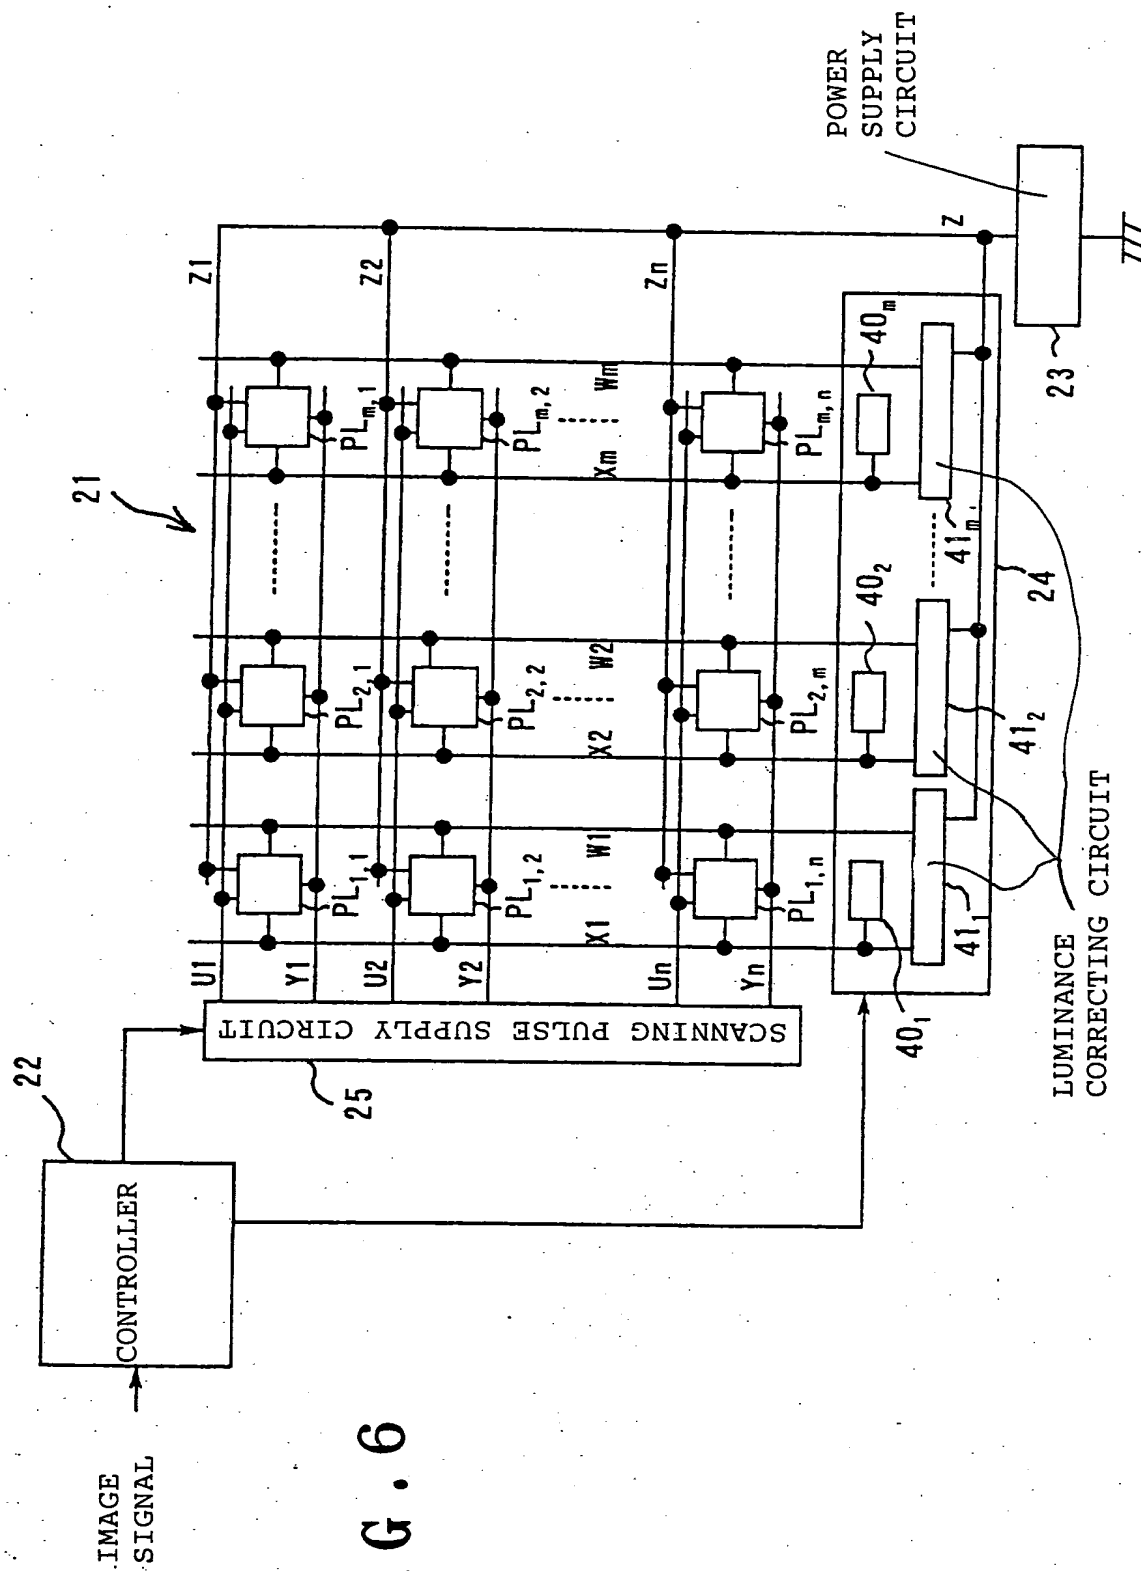 G . 6
IMAGE
SIGNAL
CONTROLLER
22
SCANNING PULSE SUPPLY CIRCUIT
25
21
U1
Y1
U2
Y2
Un
Yn
Z1
Z2
Zn
Z
X1
W1
X2
W2
Xm
Wm
PL1,1
PL2,1
PLm,1
PL1,2
PL2,2
PLm,2
PL1,n
PL2,m
PLm,n
401
402
40m
411
412
41m
24
23
POWER
SUPPLY
CIRCUIT
LUMINANCE
CORRECTING CIRCUIT